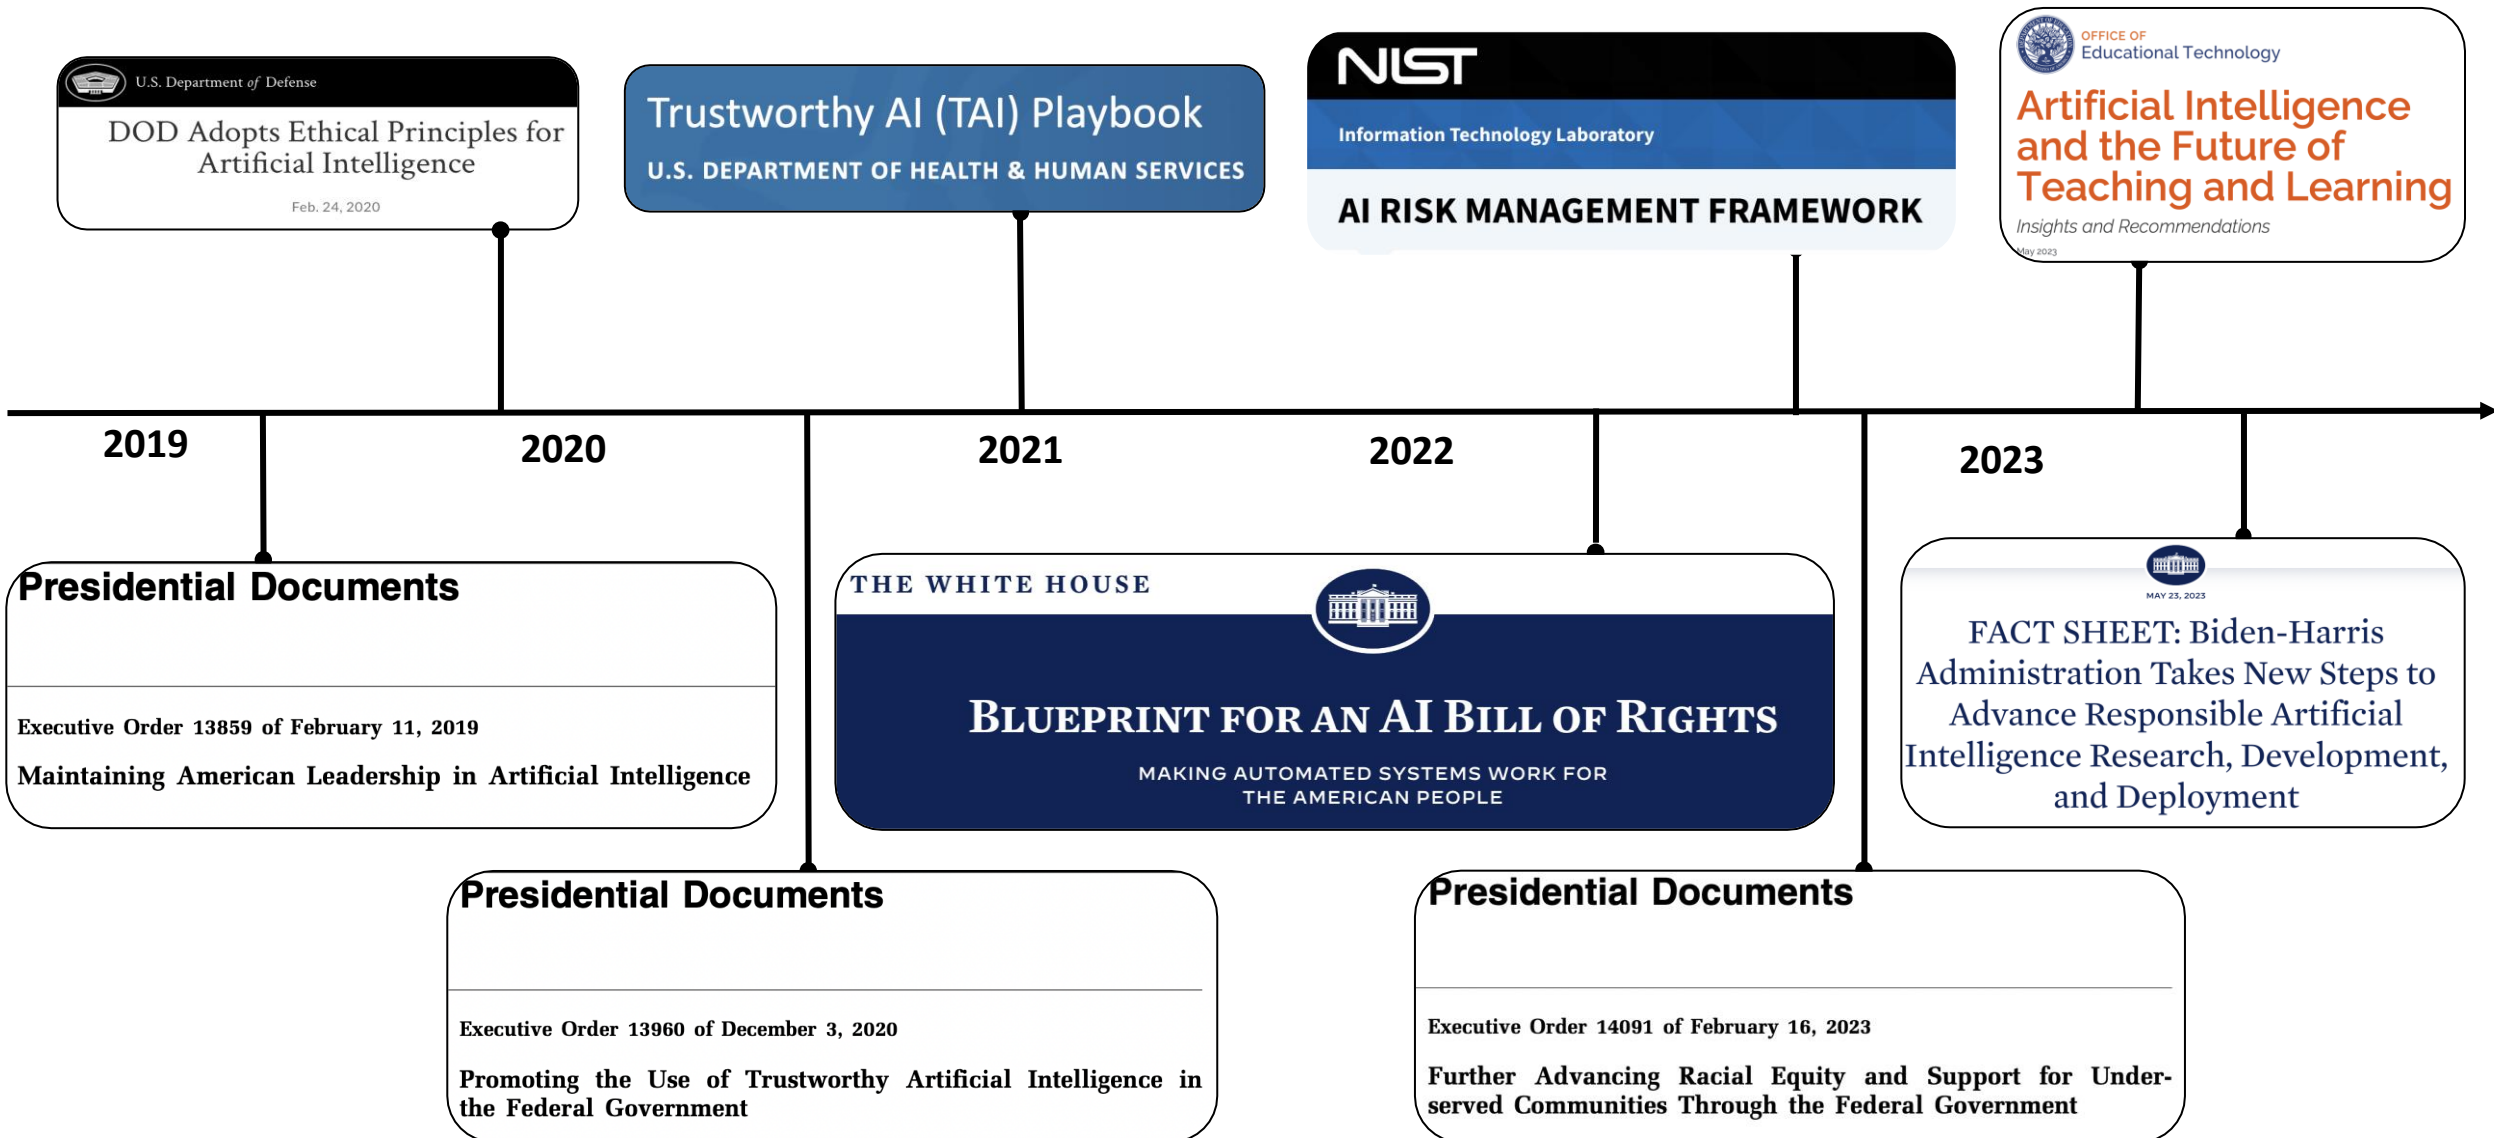 U.S. Department of Defense
DOD Adopts Ethical Principles for
Artificial Intelligence
Feb. 24, 2020
Trustworthy AI (TAI) Playbook
U.S. DEPARTMENT OF HEALTH & HUMAN SERVICES
NIST
Information Technology Laboratory
AI RISK MANAGEMENT FRAMEWORK
OFFICE OF
Educational Technology
Artificial Intelligence
and the Future of
Teaching and Learning
Insights and Recommendations
May 2023
2019
2020
2021
2022
2023
Presidential Documents
Executive Order 13859 of February 11, 2019
Maintaining American Leadership in Artificial Intelligence
THE WHITE HOUSE
BLUEPRINT FOR AN AI BILL OF RIGHTS
MAKING AUTOMATED SYSTEMS WORK FOR
THE AMERICAN PEOPLE
MAY 23, 2023
FACT SHEET: Biden-Harris
Administration Takes New Steps to
Advance Responsible Artificial
Intelligence Research, Development,
and Deployment
Presidential Documents
Executive Order 13960 of December 3, 2020
Promoting the Use of Trustworthy Artificial Intelligence in
the Federal Government
Presidential Documents
Executive Order 14091 of February 16, 2023
Further Advancing Racial Equity and Support for Under-
served Communities Through the Federal Government